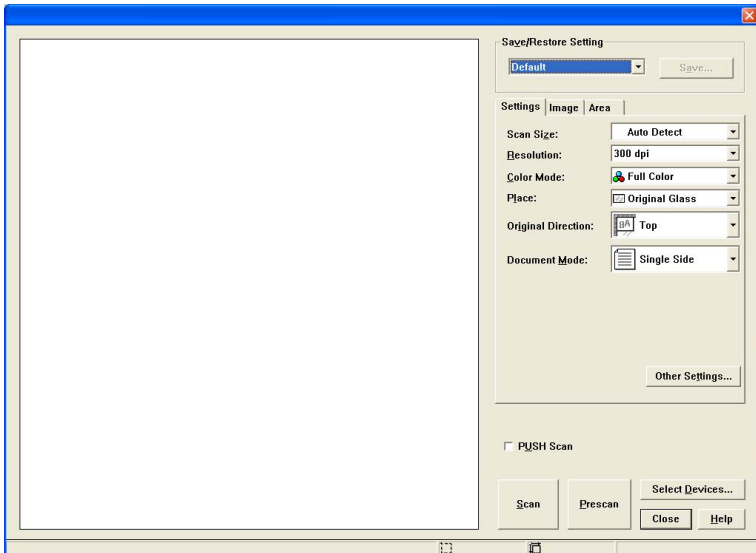 Save/Restore Setting
Default
Save...
Settings Image Area
Scan Size: Auto Detect
Resolution: 300 dpi
Color Mode: Full Color
Place: Original Glass
Original Direction: Top
Document Mode: Single Side
Other Settings...
PUSH Scan
Select Devices...
Scan Prescan
Close Help